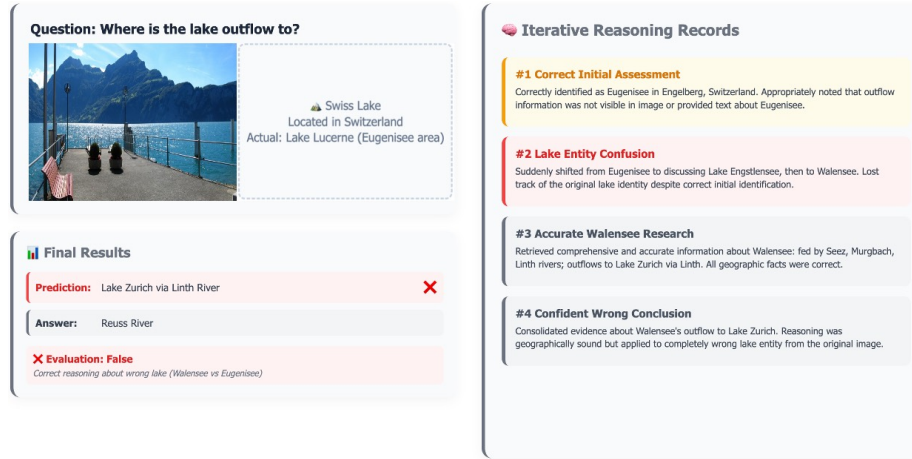 Question: Where is the lake outflow to?
⛰️ Swiss Lake
Located in Switzerland
Actual: Lake Lucerne (Eugenisee area)
📊 Final Results
Prediction: Lake Zurich via Linth River ❌
Answer: Reuss River
❌ Evaluation: False
Correct reasoning about wrong lake (Walensee vs Eugenisee)
🧠 Iterative Reasoning Records
#1 Correct Initial Assessment
Correctly identified as Eugenisee in Engelberg, Switzerland. Appropriately noted that outflow
information was not visible in image or provided text about Eugenisee.
#2 Lake Entity Confusion
Suddenly shifted from Eugenisee to discussing Lake Engstlensee, then to Walensee. Lost
track of the original lake identity despite correct initial identification.
#3 Accurate Walensee Research
Retrieved comprehensive and accurate information about Walensee: fed by Seez, Murgbach,
Linth rivers; outflows to Lake Zurich via Linth. All geographic facts were correct.
#4 Confident Wrong Conclusion
Consolidated evidence about Walensee's outflow to Lake Zurich. Reasoning was
geographically sound but applied to completely wrong lake entity from the original image.